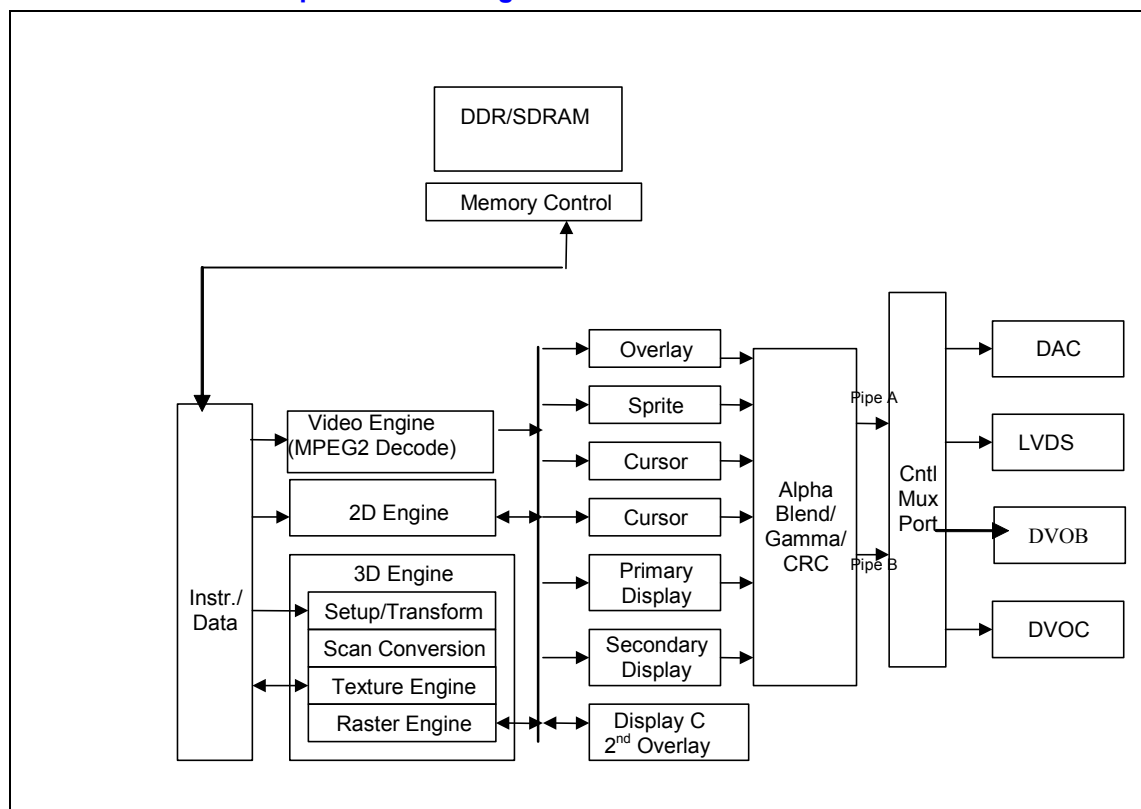 DDR/SDRAM
Memory Control
Overlay
Sprite
Cursor
Cursor
Primary
Display
Secondary
Display
Display C
2nd Overlay
Video Engine
(MPEG2 Decode)
2D Engine
3D Engine
Setup/Transform
Scan Conversion
Texture Engine
Raster Engine
Instr./
Data
Alpha
Blend/
Gamma/
CRC
Pipe A
Pipe B
Cntl
Mux
Port
DAC
LVDS
DVOB
DVOC